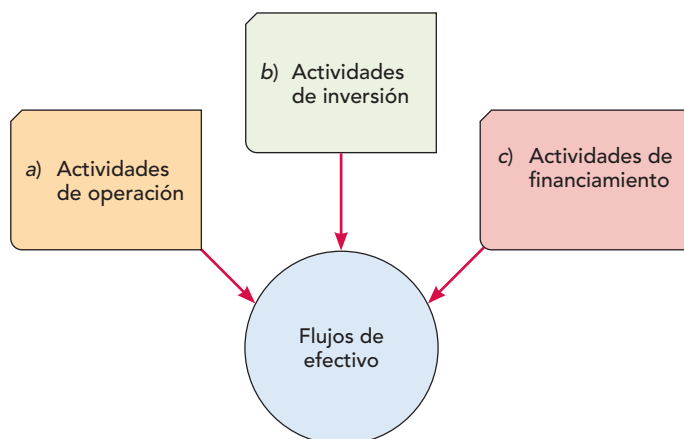 a) Actividades
de operación
b) Actividades
de inversión
c) Actividades de
financiamiento
Flujos de
efectivo